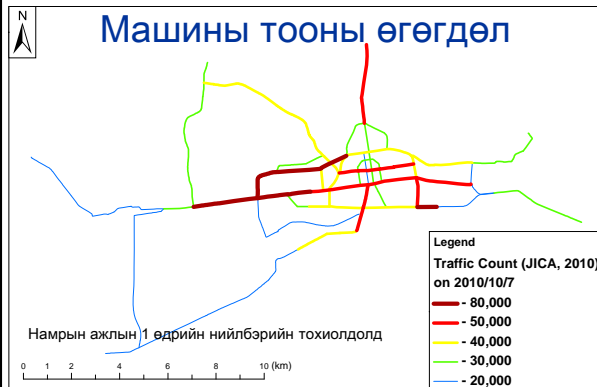 Машины тооны өгөгдөл
N
Legend
Traffic Count (JICA, 2010)
on 2010/10/7
- 80,000
- 50,000
- 40,000
- 30,000
- 20,000
Намрын ажлын 1 өдрийн нийлбэрийн тохиолдолд
0 1 2 4 6 8 10 (km)